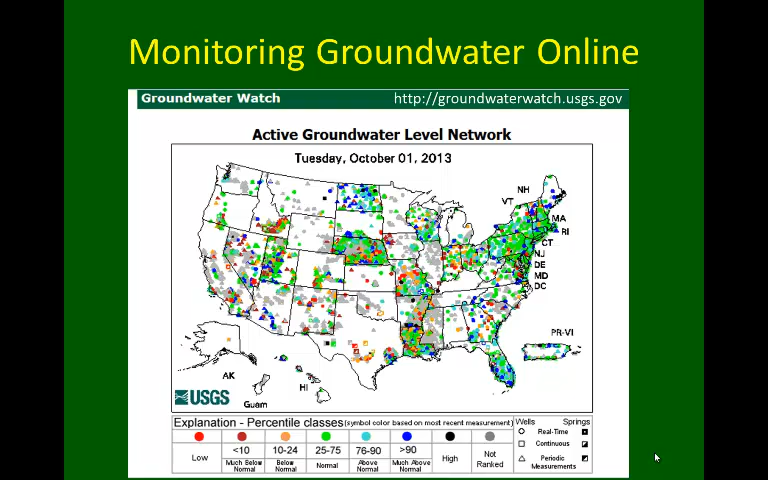 Monitoring Groundwater Online
Groundwater Watch http://groundwaterwatch.usgs.gov
Active Groundwater Level Network
Tuesday, October 01, 2013
NH
VT
MA
RI
CT
NJ
DE
MD
DC
PR-VI
AK
HI
Guam
USGS
Explanation - Percentile classes (symbol color based on most recent measurement)
Low
<10
Much Below
Normal
10-24
Below
Normal
25-75
Normal
76-90
Above
Normal
>90
Much Above
Normal
High
Not
Ranked
Wells Springs
Real-Time
Continuous
Periodic
Measurements